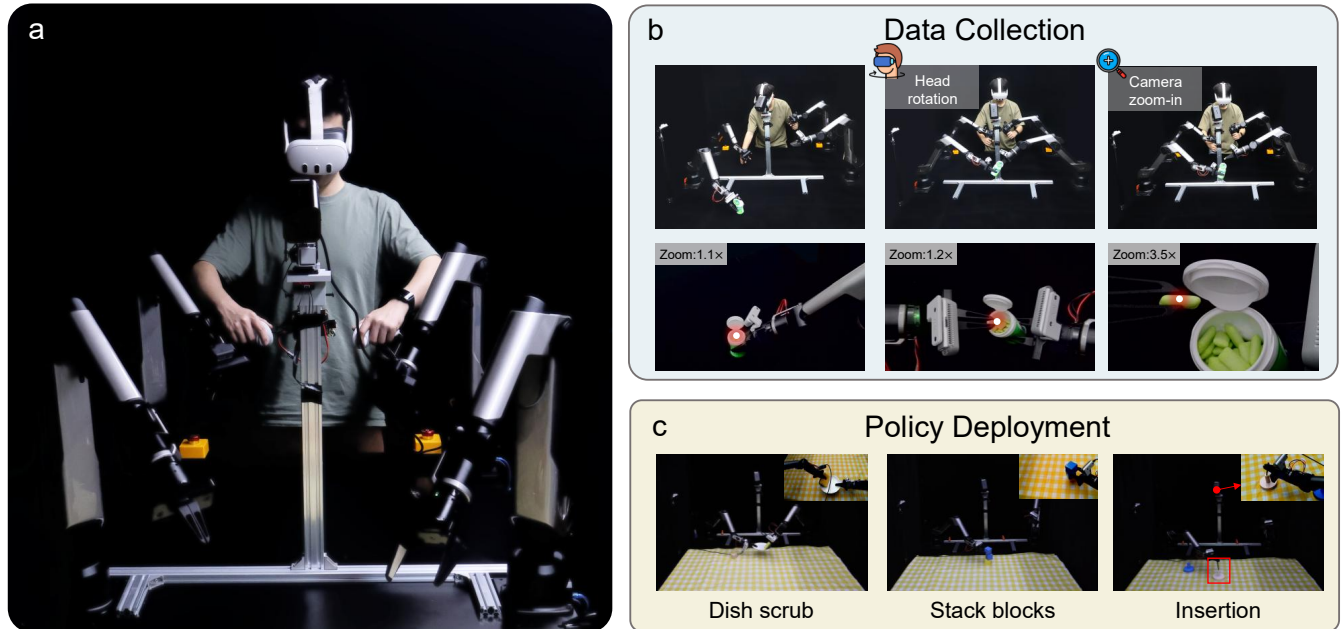 a
b
Data Collection
Head
rotation
Camera
zoom-in
Zoom:1.1×
Zoom:1.2×
Zoom:3.5×
c
Policy Deployment
Dish scrub
Stack blocks
Insertion